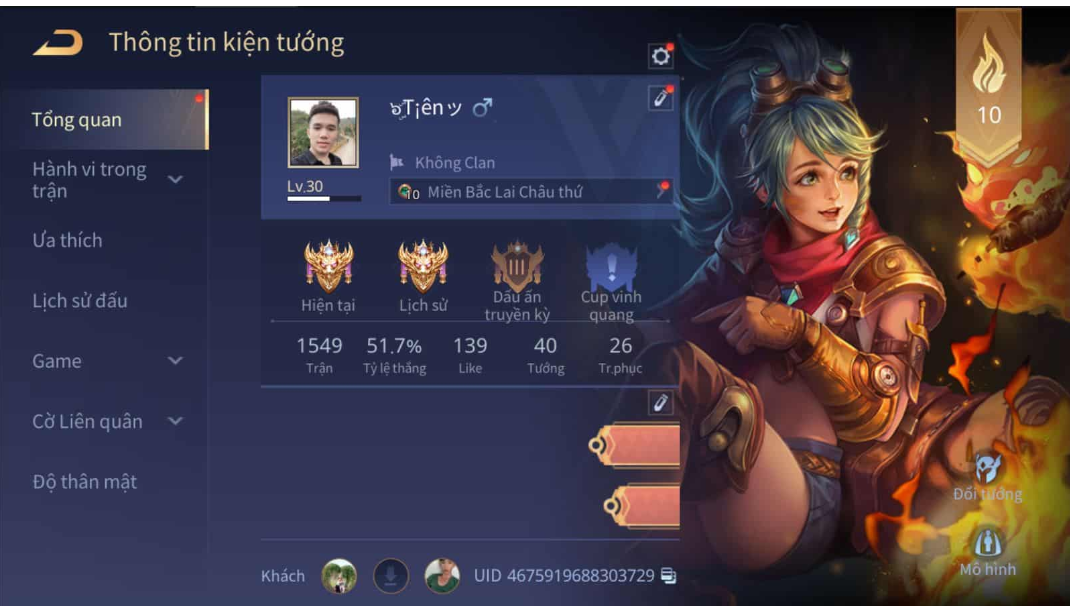 Thông tin kiện tướng
10
Tổng quan
Hành vi trong
trận
Ưa thích
Lịch sử đấu
Game
Cờ Liên quân
Độ thân mật
ঌT¡ên ッ ♂
Không Clan
Lv.30
10 Miền Bắc Lai Châu thứ
Hiện tại
Lịch sử
Dấu ấn
truyền kỳ
Cup vinh
quang
1549 51.7% 139 40 26
Trận Tỷ lệ thắng Like Tướng Tr.phục
Đổi tướng
Mô hình
Khách UID 4675919688303729